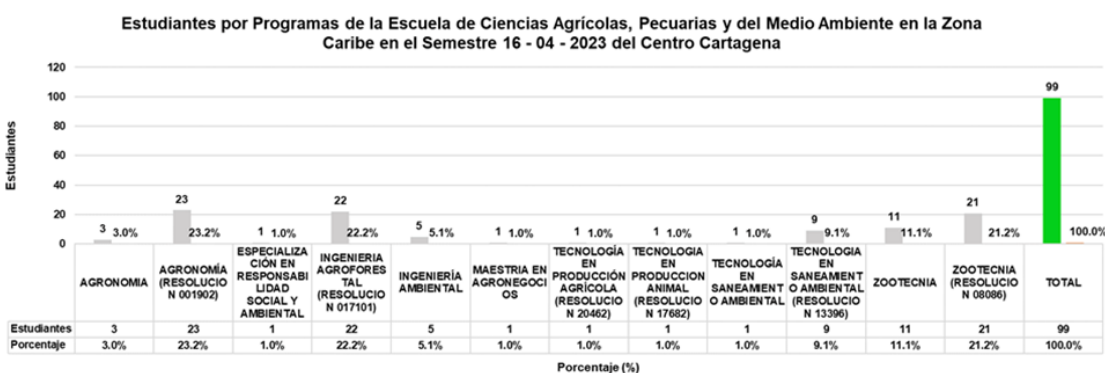 Estudiantes por Programas de la Escuela de Ciencias Agrícolas, Pecuarias y del Medio Ambiente en la Zona
Caribe en el Semestre 16 - 04 - 2023 del Centro Cartagena
Estudiantes
120
100
80
60
40
20
0
3 3.0%
23 23.2%
1 1.0%
22 22.2%
5 5.1%
1 1.0%
1 1.0%
1 1.0%
1 1.0%
9 9.1%
11 11.1%
21 21.2%
99 100.0%
AGRONOMIA
AGRONOMÍA
(RESOLUCIO
N 001902)
ESPECIALIZA
CIÓN EN
RESPONSABI
LIDAD
SOCIAL Y
AMBIENTAL
INGENIERIA
AGROFORES
TAL
(RESOLUCIO
N 017101)
INGENIERÍA
AMBIENTAL
MAESTRIA EN
AGRONEGOCI
OS
TECNOLOGÍA
EN
PRODUCCIÓN
AGRÍCOLA
(RESOLUCIO
N 20462)
TECNOLOGIA
EN
PRODUCCION
ANIMAL
(RESOLUCIO
N 17682)
TECNOLOGÍA
EN
SANEAMIENT
O AMBIENTAL
TECNOLOGIA
EN
SANEAMIENT
O AMBIENTAL
(RESOLUCIO
N 13396)
ZOOTECNIA
ZOOTECNIA
(RESOLUCIO
N 08086)
TOTAL
Estudiantes 3 23 1 22 5 1 1 1 1 9 11 21 99
Porcentaje 3.0% 23.2% 1.0% 22.2% 5.1% 1.0% 1.0% 1.0% 1.0% 9.1% 11.1% 21.2% 100.0%
Porcentaje (%)